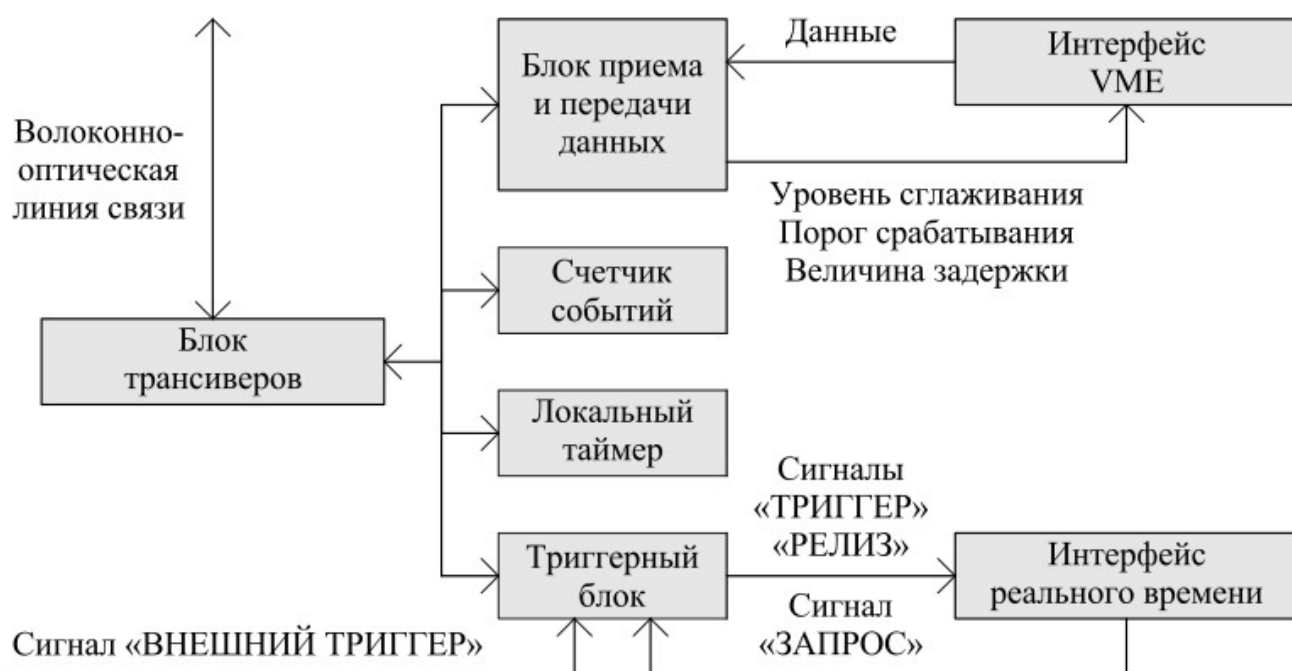 Волоконно-
оптическая
линия связи
Блок приема
и передачи
данных
Данные
Интерфейс
VME
Уровень сглаживания
Порог срабатывания
Величина задержки
Счетчик
событий
Блок
трансиверов
Локальный
таймер
Сигналы
«ТРИГГЕР»
«РЕЛИЗ»
Триггерный
блок
Интерфейс
реального времени
Сигнал
«ЗАПРОС»
Сигнал «ВНЕШНИЙ ТРИГГЕР»